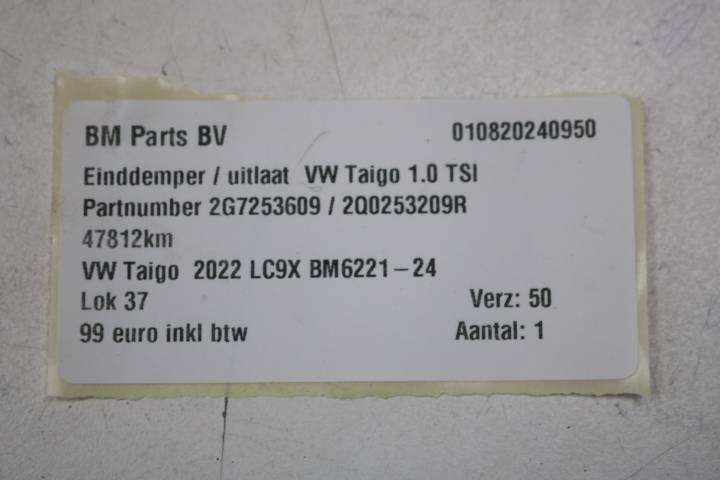 BM Parts BV 010820240950
Einddemper / uitlaat VW Taigo 1.0 TSI
Partnumber 2G7253609 / 2Q0253209R
47812km
VW Taigo 2022 LC9X BM6221-24
Lok 37 Verz: 50
99 euro inkl btw Aantal: 1